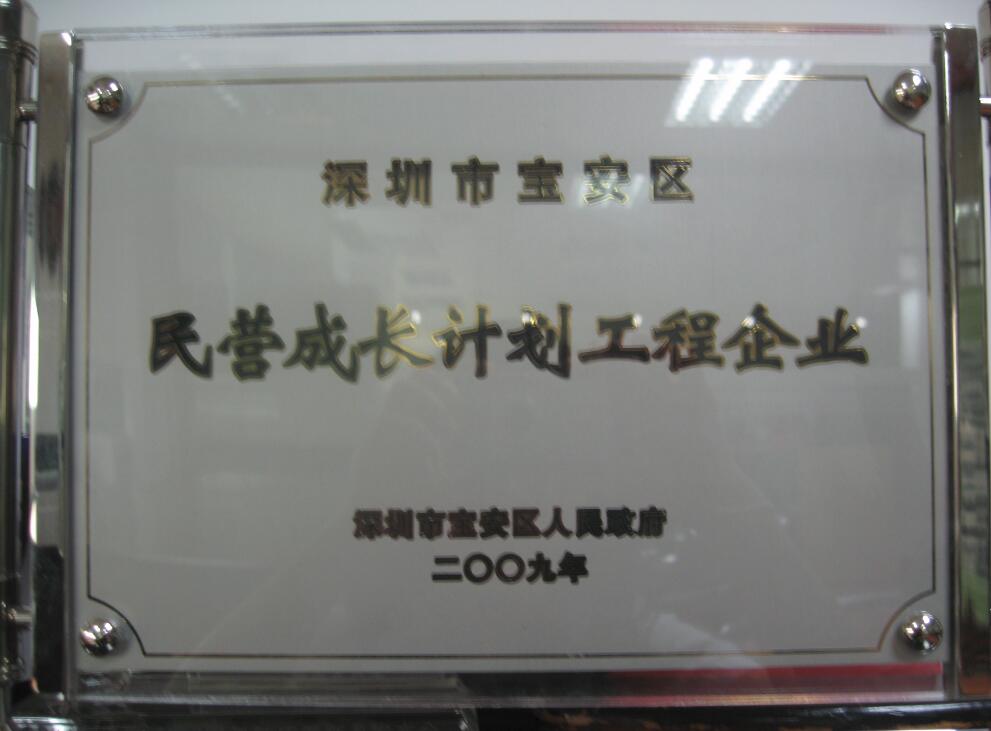 深圳市宝安区
民营成长计划工程企业
深圳市宝安区人民政府
二〇〇九年